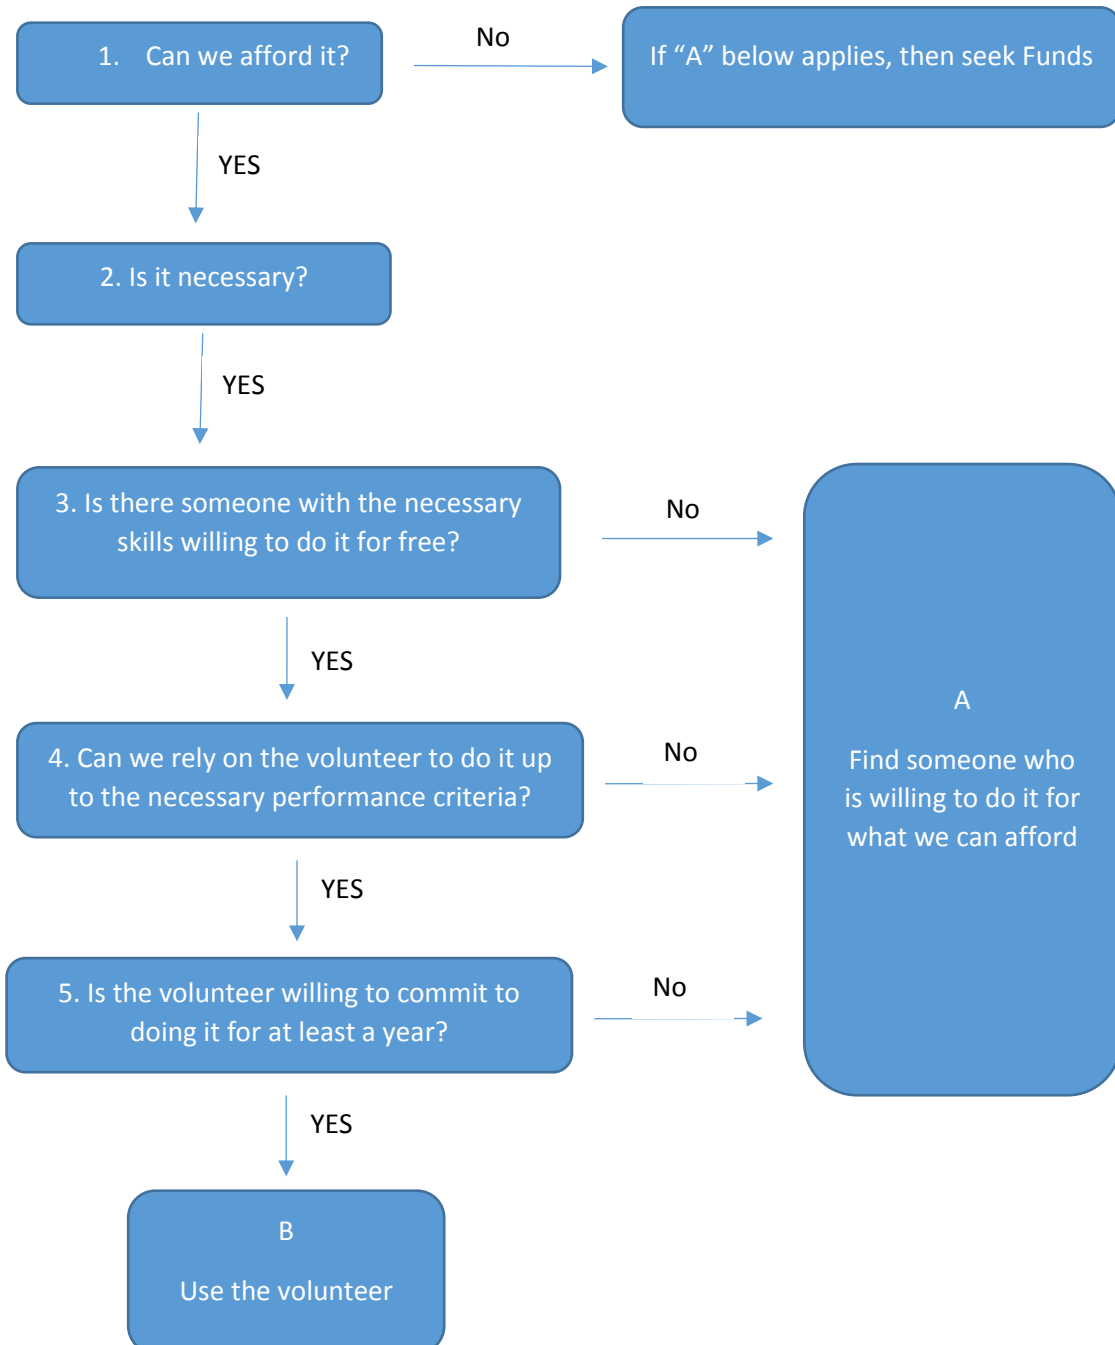 1. Can we afford it?
No
If “A” below applies, then seek Funds
YES
2. Is it necessary?
YES
3. Is there someone with the necessary
skills willing to do it for free?
No
YES
4. Can we rely on the volunteer to do it up
to the necessary performance criteria?
No
A
Find someone who
is willing to do it for
what we can afford
YES
5. Is the volunteer willing to commit to
doing it for at least a year?
No
YES
B
Use the volunteer